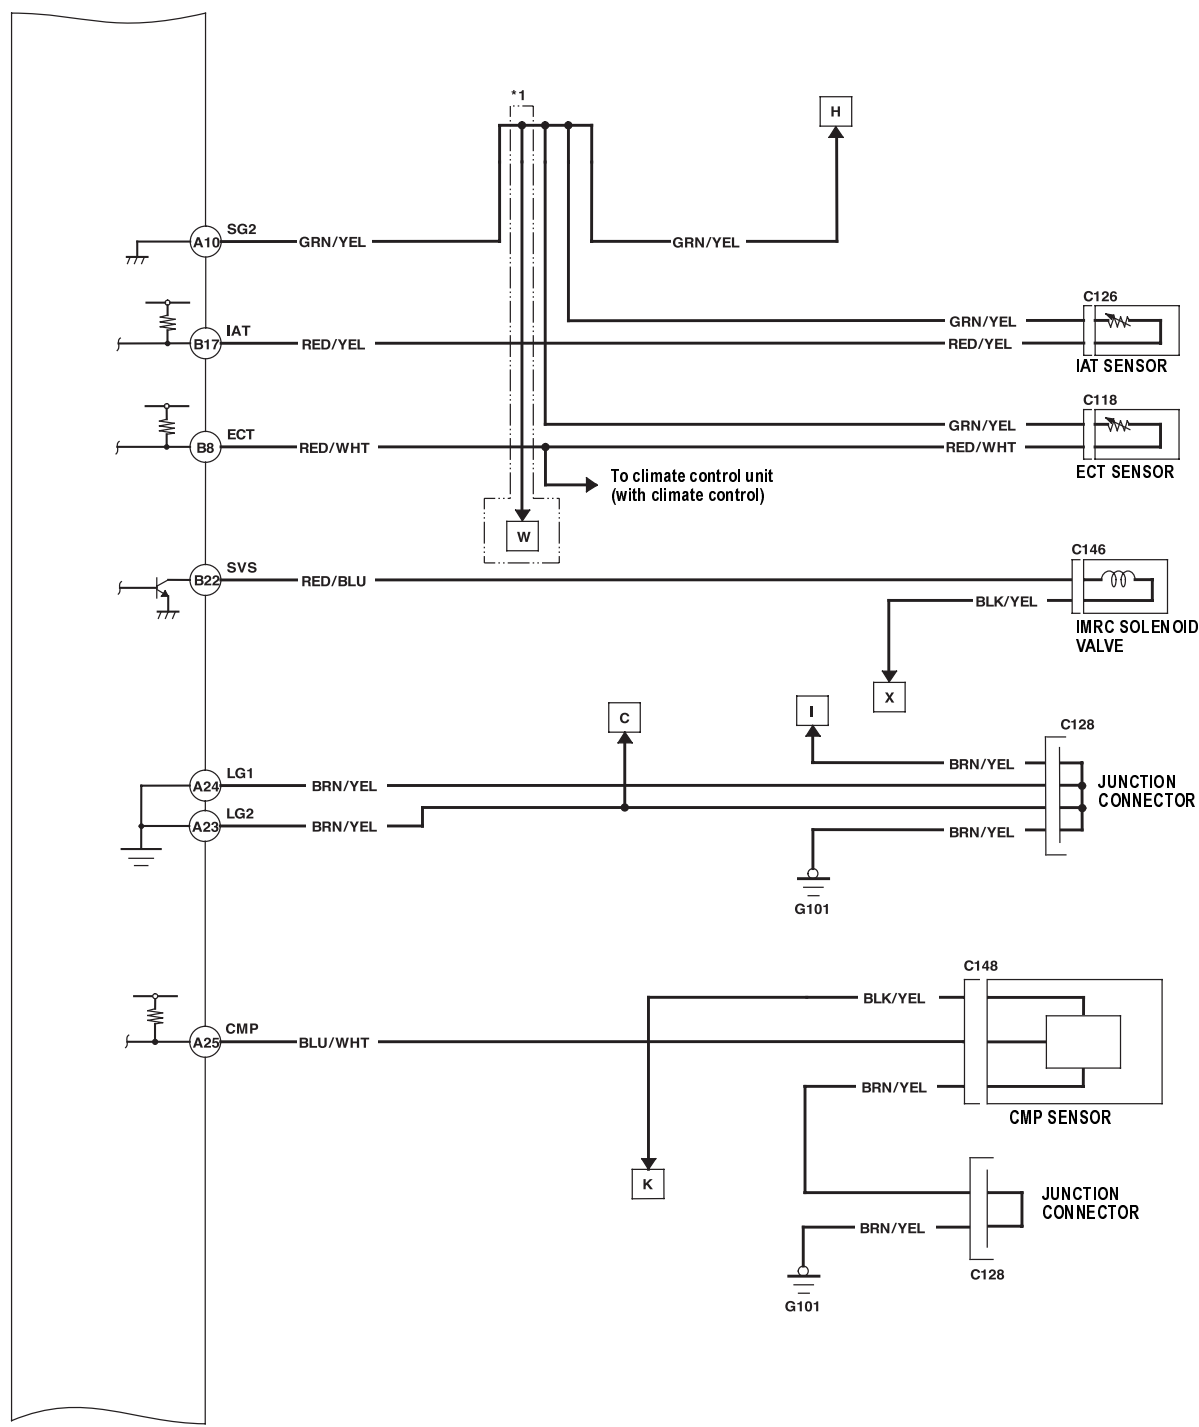 *1
H
SG2
A10
GRN/YEL
GRN/YEL
C126
IAT
B17
RED/YEL
GRN/YEL
RED/YEL
IAT SENSOR
C118
ECT
B8
RED/WHT
GRN/YEL
RED/WHT
ECT SENSOR
To climate control unit
(with climate control)
W
C146
SVS
B22
RED/BLU
BLK/YEL
IMRC SOLENOID
VALVE
X
C
I
C128
BRN/YEL
LG1
A24
BRN/YEL
JUNCTION
CONNECTOR
LG2
A23
BRN/YEL
BRN/YEL
G101
C148
BLK/YEL
CMP
A25
BLU/WHT
BRN/YEL
CMP SENSOR
K
JUNCTION
CONNECTOR
BRN/YEL
C128
G101